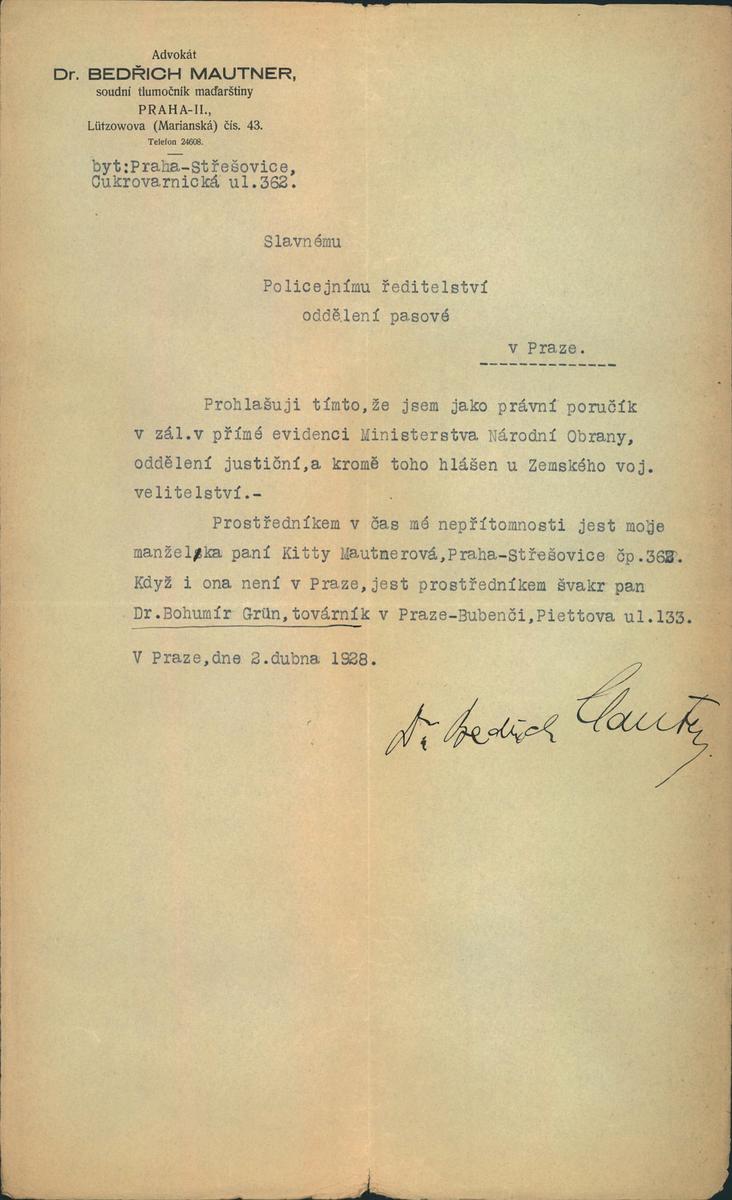 Advokát
Dr. BEDŘICH MAUTNER,
soudní tlumočník maďarštiny
PRAHA-II.,
Lützowova (Marianská) čís. 43.
Telefon 24608.
byt:Praha-Střešovice,
Cukrovarnická ul.362.
Slavnému
Policejnímu ředitelství
oddělení pasové
v Praze.
Prohlašuji tímto,že jsem jako právní poručík
v zál.v přímé evidenci Ministerstva Národní Obrany,
oddělení justiční,a kromě toho hlášen u Zemského voj.
velitelství.-
Prostředníkem v čas mé nepřítomnosti jest moje
manželka paní Kitty Mautnerová,Praha-Střešovice čp.362.
Když i ona není v Praze,jest prostředníkem švakr pan
Dr.Bohumír Grün,továrník v Praze-Bubenči,Piettova ul.133.
V Praze,dne 2.dubna 1928.
Dr Bedřich Mautner